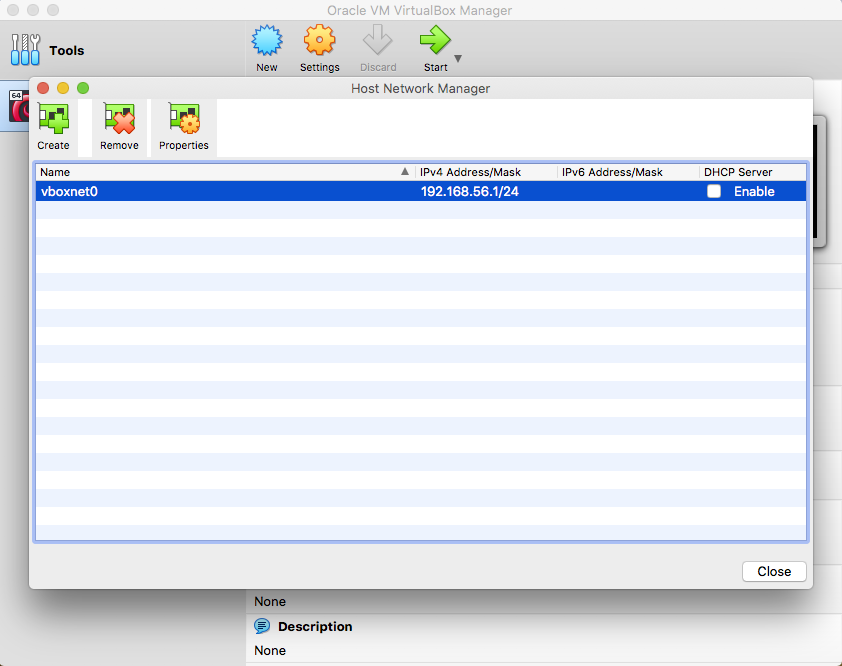 Oracle VM VirtualBox Manager
Tools
New Settings Discard Start
64
Host Network Manager
Create Remove Properties
Name IPv4 Address/Mask IPv6 Address/Mask DHCP Server
vboxnet0 192.168.56.1/24 Enable
Close
None
Description
None